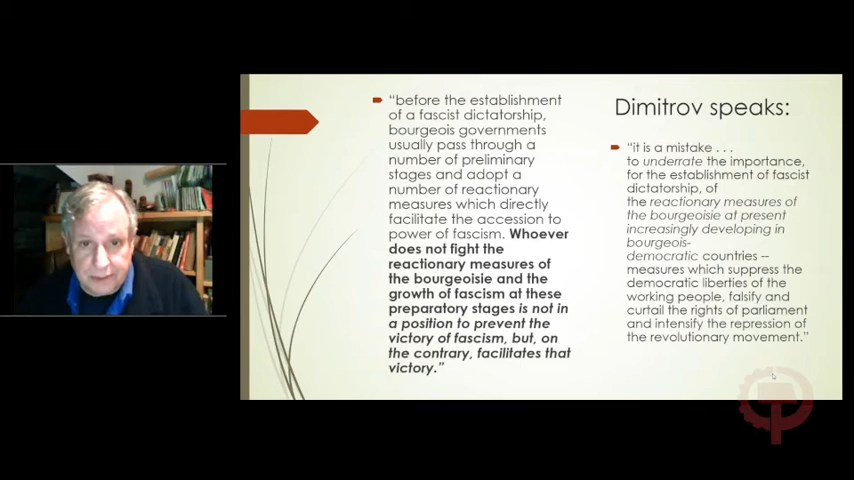 “before the establishment
of a fascist dictatorship,
bourgeois governments
usually pass through a
number of preliminary
stages and adopt a
number of reactionary
measures which directly
facilitate the accession to
power of fascism. Whoever
does not fight the
reactionary measures of
the bourgeoisie and the
growth of fascism at these
preparatory stages is not in
a position to prevent the
victory of fascism, but, on
the contrary, facilitates that
victory.”
Dimitrov speaks:
“it is a mistake . . .
to underrate the importance,
for the establishment of fascist
dictatorship, of
the reactionary measures of
the bourgeoisie at present
increasingly developing in
bourgeois-
democratic countries --
measures which suppress the
democratic liberties of the
working people, falsify and
curtail the rights of parliament
and intensify the repression of
the revolutionary movement.”